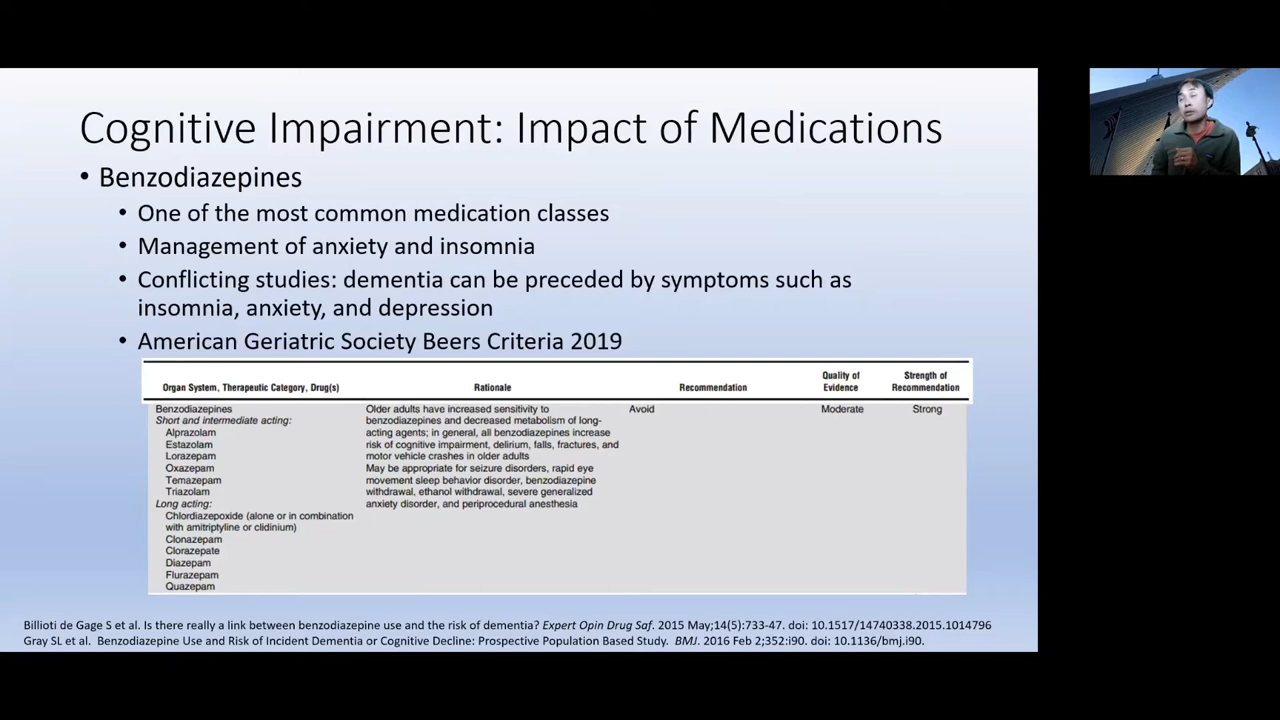 Cognitive Impairment: Impact of Medications
• Benzodiazepines
• One of the most common medication classes
• Management of anxiety and insomnia
• Conflicting studies: dementia can be preceded by symptoms such as
insomnia, anxiety, and depression
• American Geriatric Society Beers Criteria 2019
Organ System, Therapeutic Category, Drug(s) Rationale Recommendation Quality of Evidence Strength of Recommendation
Benzodiazepines
Short and intermediate acting:
Alprazolam
Estazolam
Lorazepam
Oxazepam
Temazepam
Triazolam
Long acting:
Chlordiazepoxide (alone or in combination
with amitriptyline or clidinium)
Clonazepam
Clorazepate
Diazepam
Flurazepam
Quazepam
Older adults have increased sensitivity to
benzodiazepines and decreased metabolism of long-
acting agents; in general, all benzodiazepines increase
risk of cognitive impairment, delirium, falls, fractures, and
motor vehicle crashes in older adults
May be appropriate for seizure disorders, rapid eye
movement sleep behavior disorder, benzodiazepine
withdrawal, ethanol withdrawal, severe generalized
anxiety disorder, and periprocedural anesthesia
Avoid
Moderate
Strong
Billioti de Gage S et al. Is there really a link between benzodiazepine use and the risk of dementia? Expert Opin Drug Saf. 2015 May;14(5):733-47. doi: 10.1517/14740338.2015.1014796
Gray SL et al. Benzodiazepine Use and Risk of Incident Dementia or Cognitive Decline: Prospective Population Based Study. BMJ. 2016 Feb 2;352:i90. doi: 10.1136/bmj.i90.